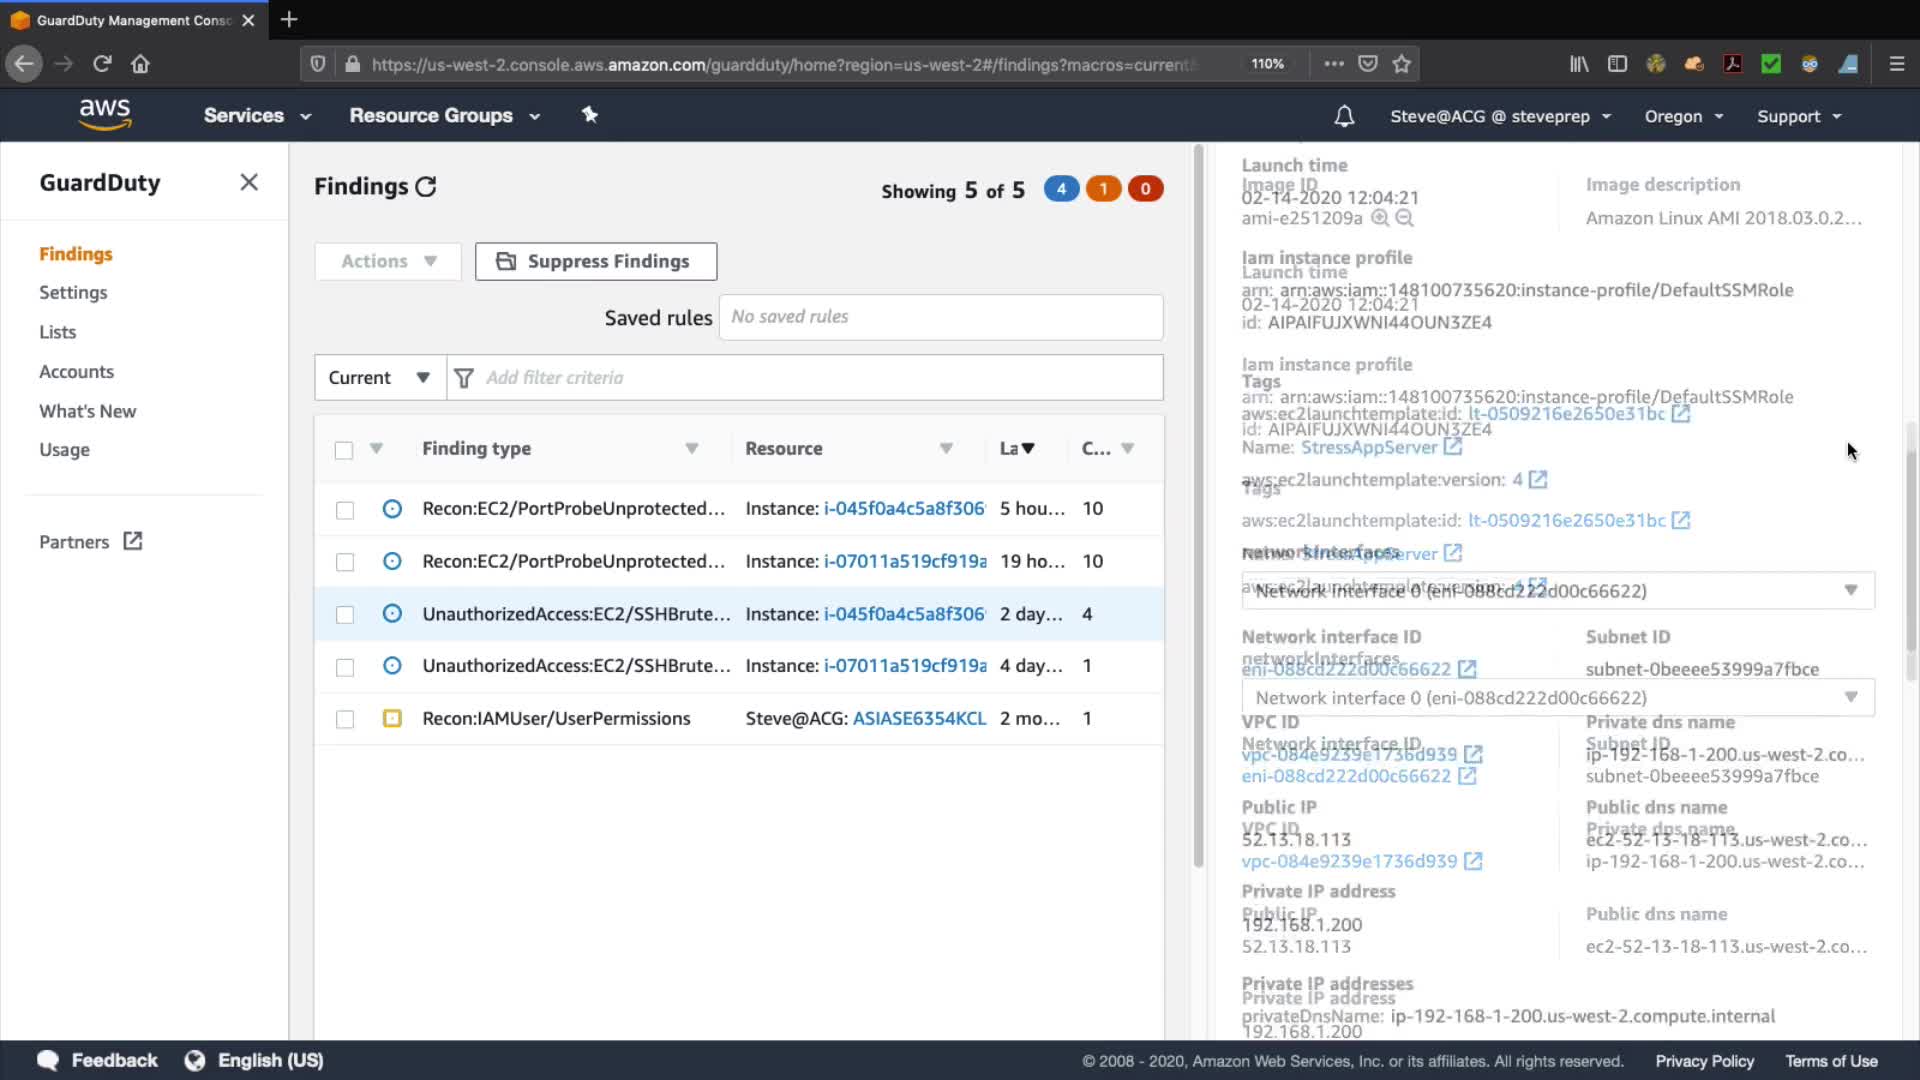 GuardDuty Management Conso
https://us-west-2.console.aws.amazon.com/guardduty/home?region=us-west-2#/findings?macros=current
110%
aws
Services
Resource Groups
Steve@ACG @ steveprep
Oregon
Support
GuardDuty
Findings
Settings
Lists
Accounts
What's New
Usage
Partners
Findings
Showing 5 of 5
4
1
0
Actions
Suppress Findings
Saved rules
No saved rules
Current
Add filter criteria
Finding type
Resource
La
C...
Recon:EC2/PortProbeUnprotected...
Instance: i-045f0a4c5a8f306
5 hou...
10
Recon:EC2/PortProbeUnprotected...
Instance: i-07011a519cf919a
19 ho...
10
UnauthorizedAccess:EC2/SSHBrute...
Instance: i-045f0a4c5a8f306
2 day...
4
UnauthorizedAccess:EC2/SSHBrute...
Instance: i-07011a519cf919a
4 day...
1
Recon:IAMUser/UserPermissions
Steve@ACG: ASIASE6354KCL
2 mo...
1
Launch time
Image ID
Image description
02-14-2020 12:04:21
ami-e251209a
Amazon Linux AMI 2018.03.0.2...
Iam instance profile
Launch time
arn: arn:aws:iam::148100735620:instance-profile/DefaultSSMRole
02-14-2020 12:04:21
id: AIPAIFUJXWNI44OUN3ZE4
Iam instance profile
Tags
arn: arn:aws:iam::148100735620:instance-profile/DefaultSSMRole
aws:ec2launchtemplate:id: lt-0509216e2650e31bc
id: AIPAIFUJXWNI44OUN3ZE4
Name: StressAppServer
aws:ec2launchtemplate:version: 4
Tags
aws:ec2launchtemplate:id: lt-0509216e2650e31bc
networkInterfaces
Name: StressAppServer
aws:ec2launchtemplate:version: 4
Network interface 0 (eni-088cd222d00c66622)
Network interface ID
Subnet ID
networkInterfaces
eni-088cd222d00c66622
subnet-0beeee53999a7fbce
Network interface 0 (eni-088cd222d00c66622)
VPC ID
Private dns name
Network interface ID
Subnet ID
vpc-084e9239e1736d939
ip-192-168-1-200.us-west-2.co...
eni-088cd222d00c66622
subnet-0beeee53999a7fbce
Public IP
Public dns name
VPC ID
Private dns name
52.13.18.113
ec2-52-13-18-113.us-west-2.co...
vpc-084e9239e1736d939
ip-192-168-1-200.us-west-2.co...
Private IP address
Public IP
Public dns name
192.168.1.200
52.13.18.113
ec2-52-13-18-113.us-west-2.co...
Private IP addresses
Private IP address
privateDnsName: ip-192-168-1-200.us-west-2.compute.internal
192.168.1.200
Feedback
English (US)
© 2008 - 2020, Amazon Web Services, Inc. or its affiliates. All rights reserved.
Privacy Policy
Terms of Use